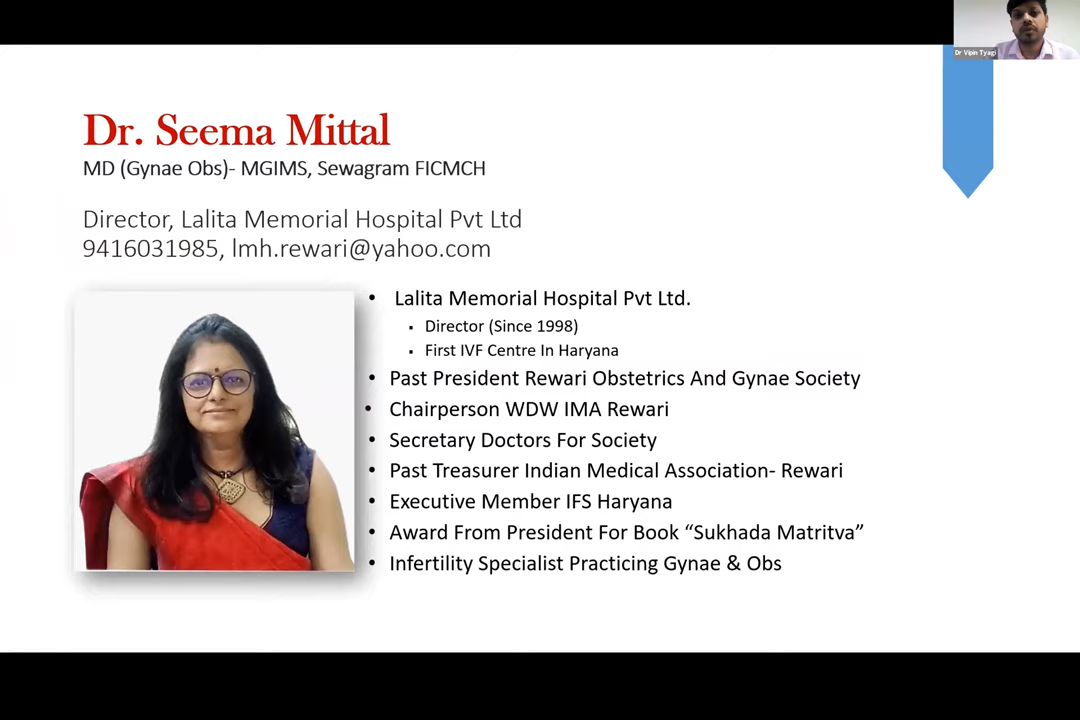 Dr Vipin Tyagi
Dr. Seema Mittal
MD (Gynae Obs)- MGIMS, Sewagram FICMCH
Director, Lalita Memorial Hospital Pvt Ltd
9416031985, lmh.rewari@yahoo.com
• Lalita Memorial Hospital Pvt Ltd.
▪ Director (Since 1998)
▪ First IVF Centre In Haryana
• Past President Rewari Obstetrics And Gynae Society
• Chairperson WDW IMA Rewari
• Secretary Doctors For Society
• Past Treasurer Indian Medical Association- Rewari
• Executive Member IFS Haryana
• Award From President For Book “Sukhada Matritva”
• Infertility Specialist Practicing Gynae & Obs